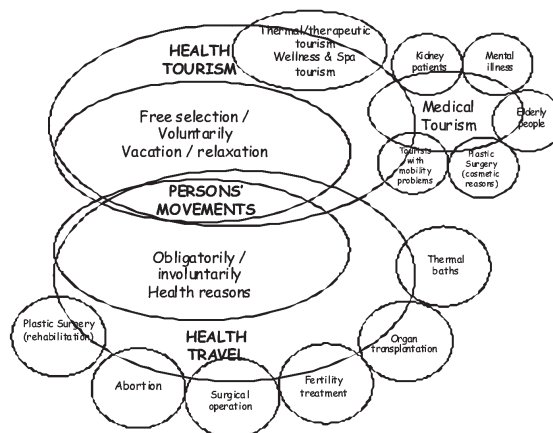 HEALTH
TOURISM
Thermal/therapeutic
tourism
Wellness & Spa
tourism
Kidney
patients
Mental
illness
Medical
Tourism
Elderly
people
Tourists with
mobility
problems
Plastic
Surgery
(cosmetic
reasons)
Free selection /
Voluntarily
Vacation / relaxation
PERSONS'
MOVEMENTS
Obligatorily /
involuntarily
Health reasons
Thermal
baths
Plastic Surgery
(rehabilitation)
HEALTH
TRAVEL
Organ
transplantation
Abortion
Surgical
operation
Fertility
treatment